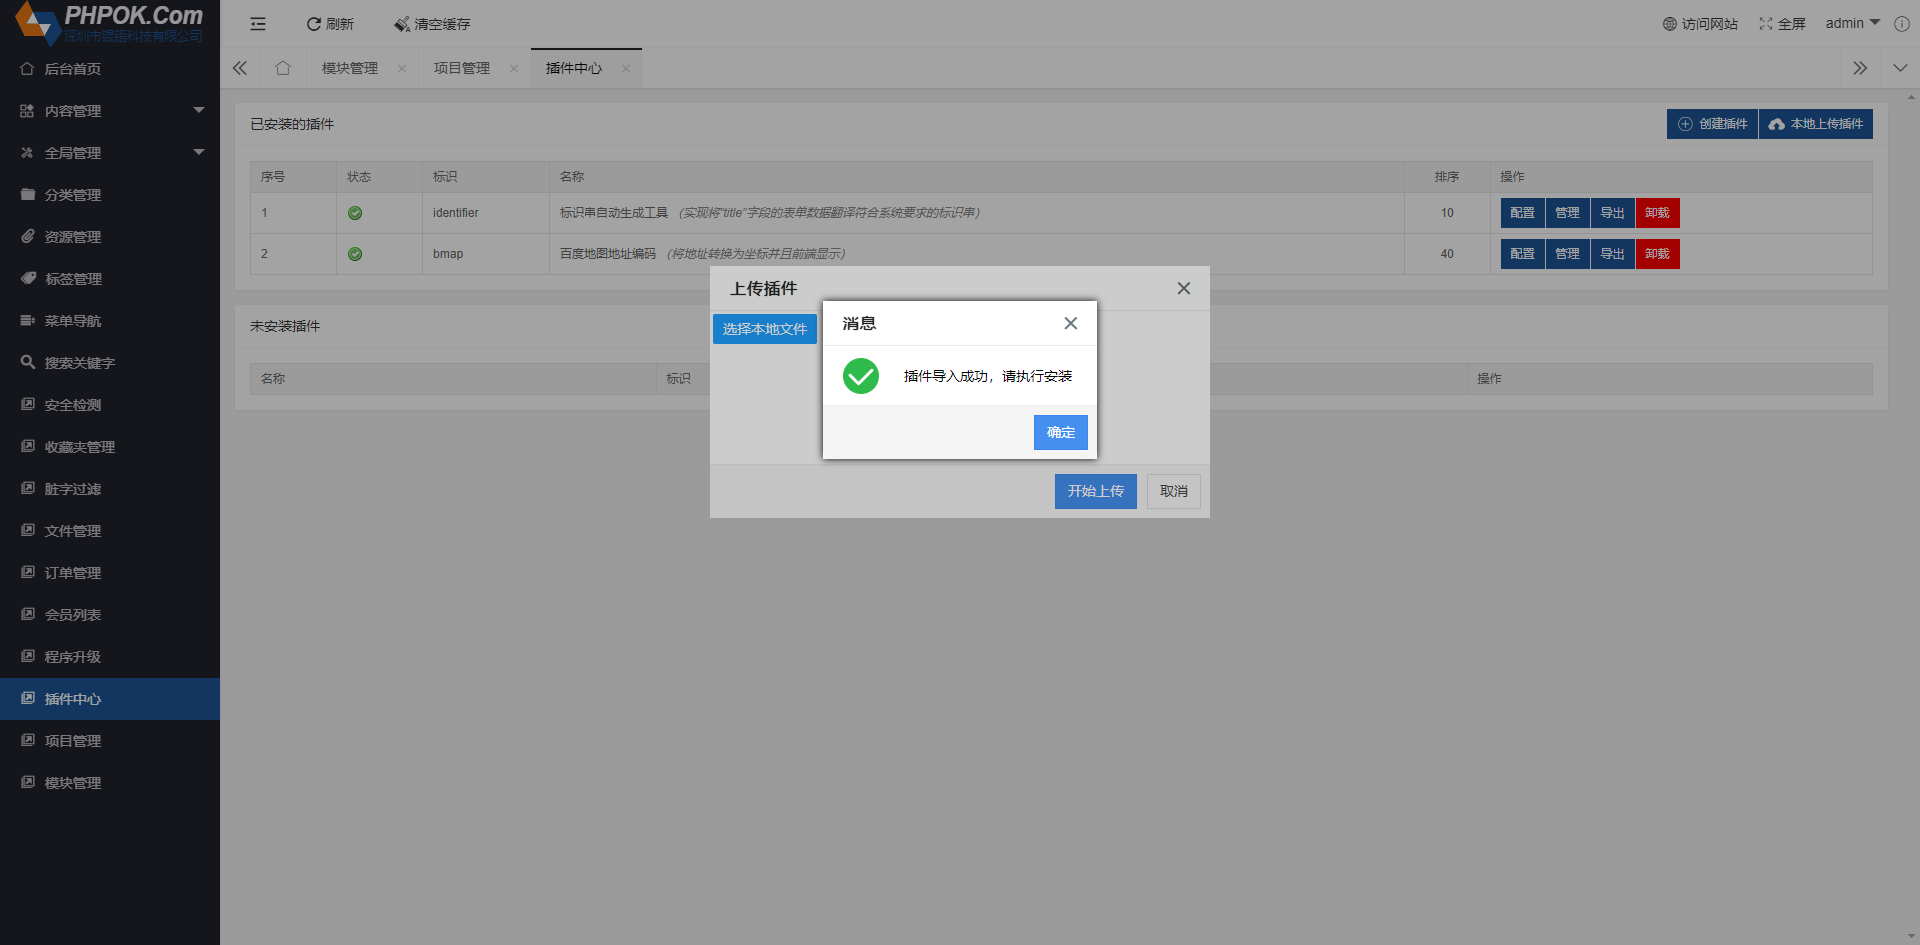 PHPOK.Com
深圳市锟铻科技有限公司
刷新
清空缓存
访问网站
全屏
admin
后台首页
内容管理
全局管理
分类管理
资源管理
标签管理
菜单导航
搜索关键字
安全检测
收藏夹管理
脏字过滤
文件管理
订单管理
会员列表
程序升级
插件中心
项目管理
模块管理
模块管理
项目管理
插件中心
已安装的插件
创建插件
本地上传插件
序号 状态 标识 名称 排序 操作
1 identifier 标识串自动生成工具 (实现将"title"字段的表单数据翻译符合系统要求的标识串) 10 配置 管理 导出 卸载
2 bmap 百度地图地址编码 (将地址转换为坐标并且前端显示) 40 配置 管理 导出 卸载
未安装插件
名称 标识 操作
上传插件
选择本地文件
消息
插件导入成功，请执行安装
确定
开始上传
取消